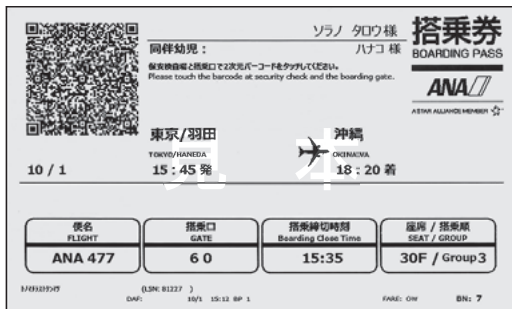 ソラノ タロウ様
搭乗券
BOARDING PASS
同伴幼児：
ハナコ 様
保安検査場と搭乗口で2次元バーコードをタッチしてください。
Please touch the barcode at security check and the boarding gate.
ANA
A STAR ALLIANCE MEMBER
東京/羽田
沖縄
TOKYO/HANEDA
OKINAWA
10 / 1
15：45 発
18：20 着
見 本
便名
FLIGHT
搭乗口
GATE
搭乗締切時刻
Boarding Close Time
座席 / 搭乗順
SEAT / GROUP
ANA 477
6 0
15:35
30F / Group 3
(LSN: 81227 )
DAF: 10/1 15:12 BP 1
FARE: OW
BN: 7